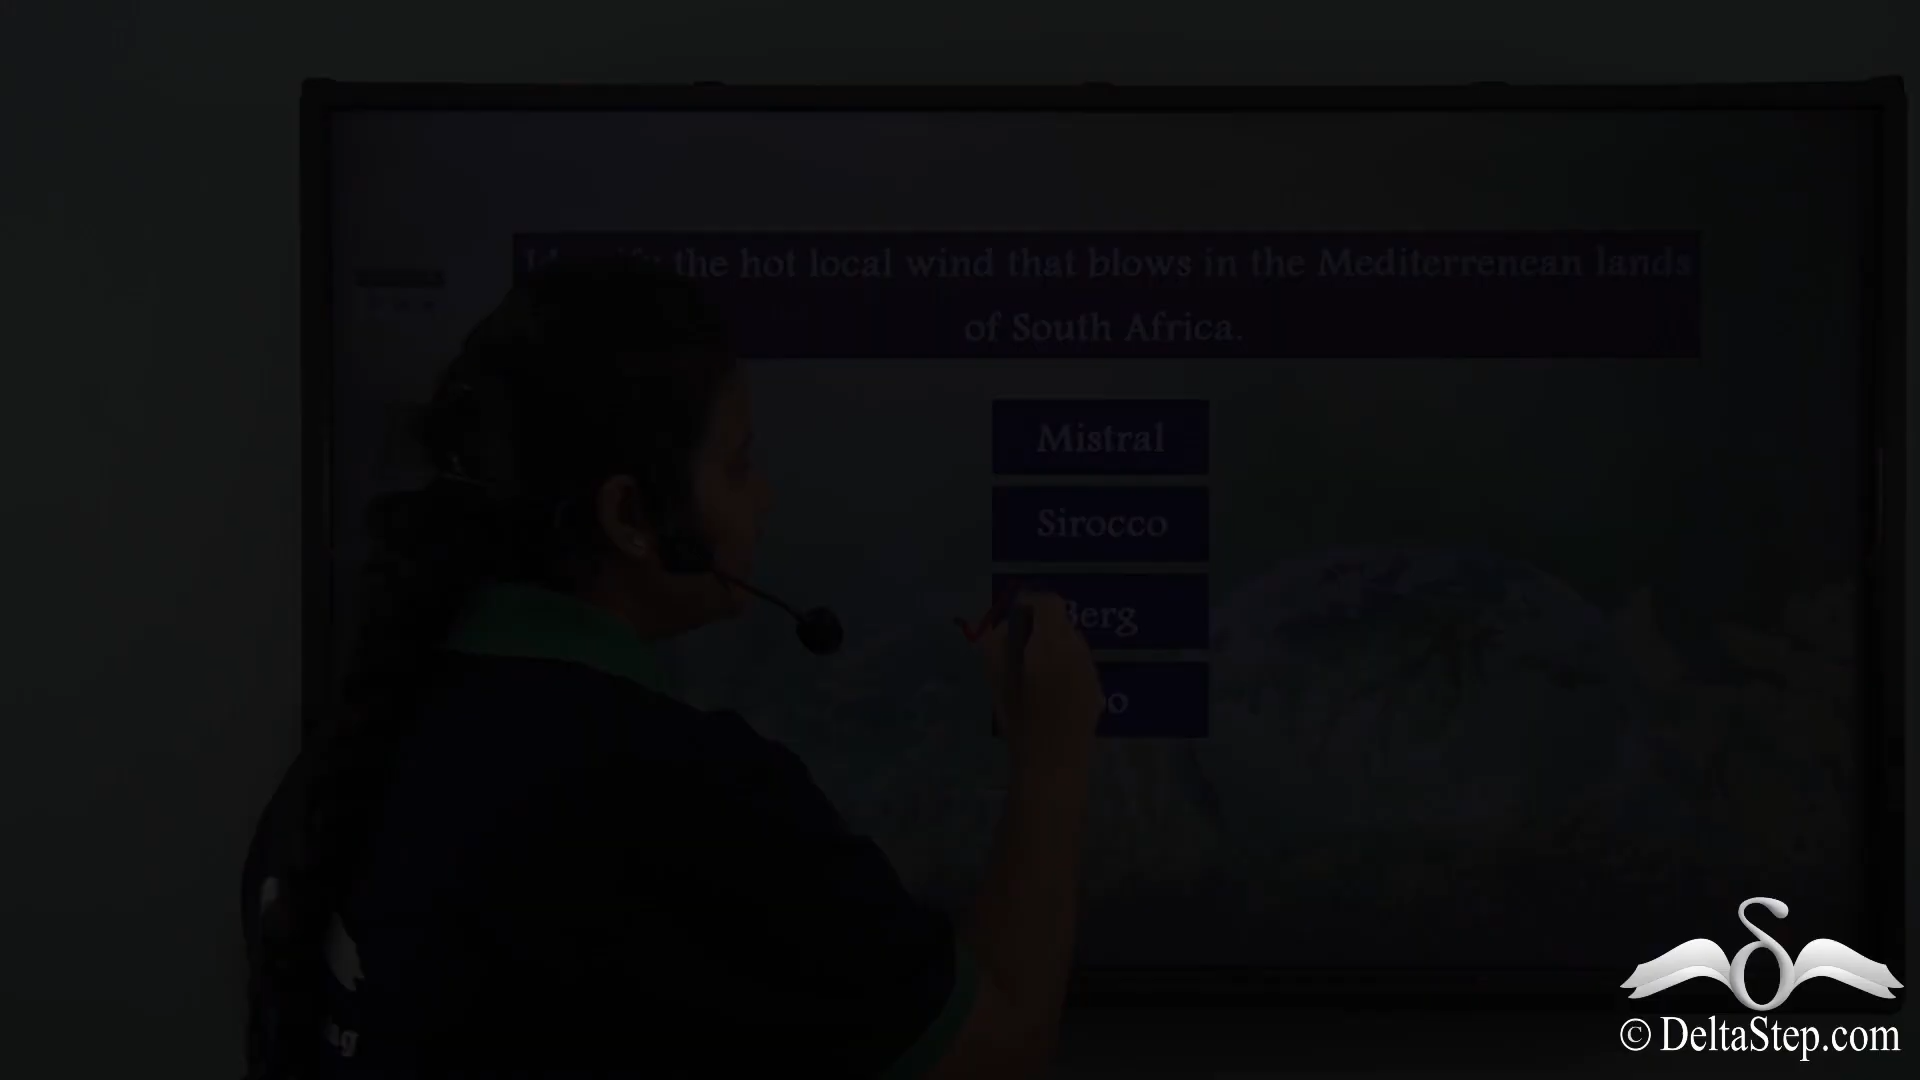 the hot local wind that blows in the Mediterrenean lands
of South Africa.
Mistral
Sirocco
Berg
© DeltaStep.com